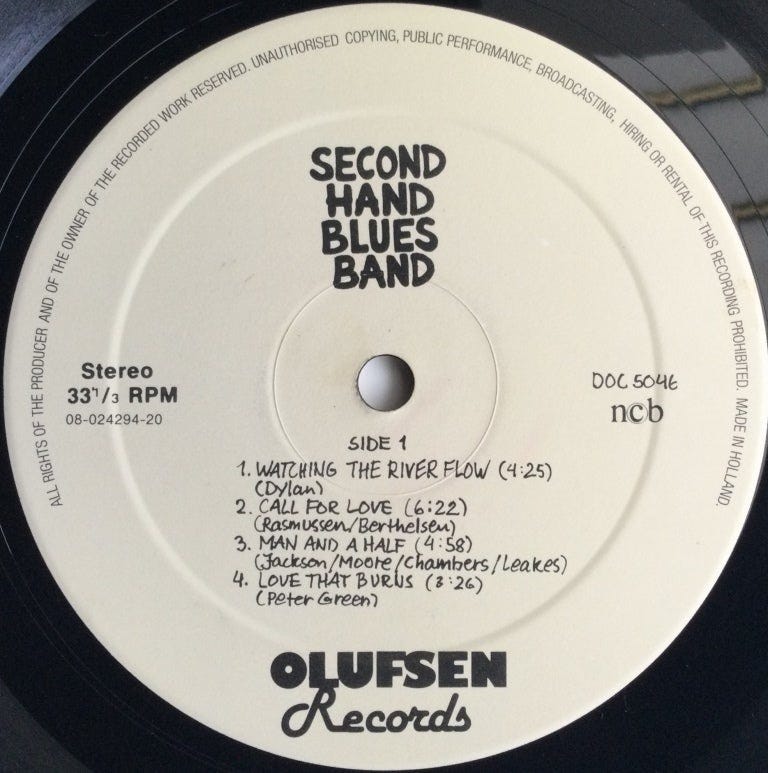 ALL RIGHTS OF THE PRODUCER AND OF THE OWNER OF THE RECORDED WORK RESERVED. UNAUTHORISED COPYING, PUBLIC PERFORMANCE, BROADCASTING, HIRING OR RENTAL OF THIS RECORDING PROHIBITED. MADE IN HOLLAND.
SECOND
HAND
BLUES
BAND
Stereo
33 1/3 RPM
08-024294-20
DOC 5046
ncb
SIDE 1
1. WATCHING THE RIVER FLOW (4:25)
(Dylan)
2. CALL FOR LOVE (6:22)
(Rasmussen/Berthelsen)
3. MAN AND A HALF (4:58)
(Jackson/Moore/Chambers/Leakes)
4. LOVE THAT BURNS (3:26)
(Peter Green)
OLUFSEN
Records